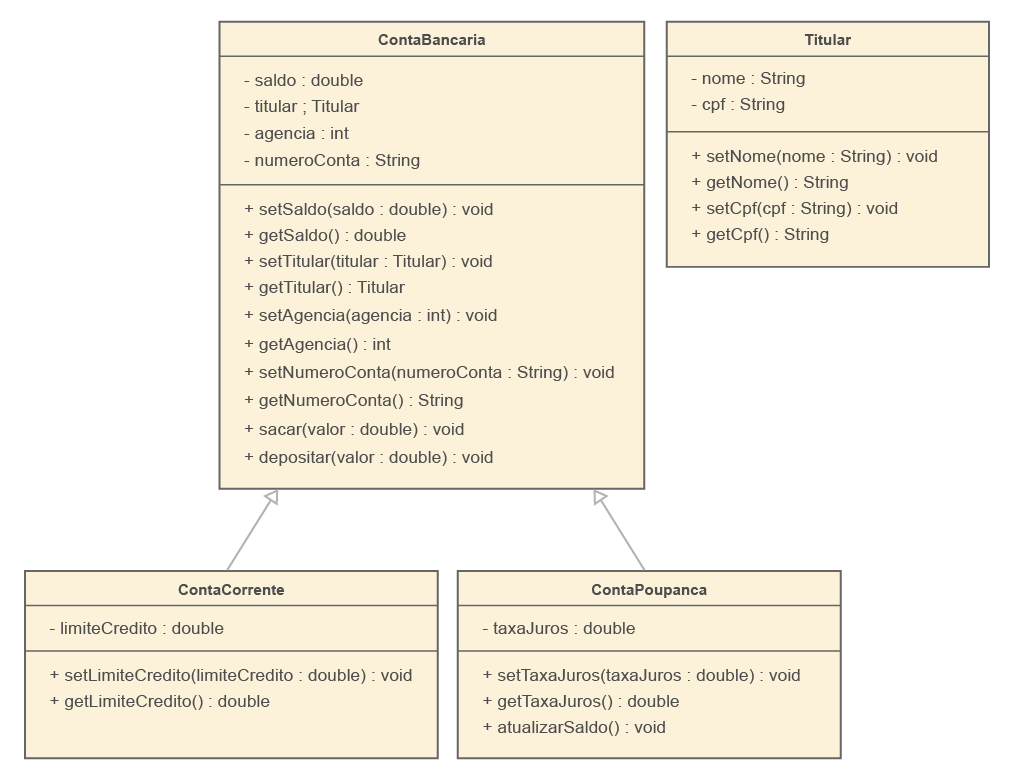 ContaBancaria
- saldo : double
- titular ; Titular
- agencia : int
- numeroConta : String
+ setSaldo(saldo : double) : void
+ getSaldo() : double
+ setTitular(titular : Titular) : void
+ getTitular() : Titular
+ setAgencia(agencia : int) : void
+ getAgencia() : int
+ setNumeroConta(numeroConta : String) : void
+ getNumeroConta() : String
+ sacar(valor : double) : void
+ depositar(valor : double) : void
Titular
- nome : String
- cpf : String
+ setNome(nome : String) : void
+ getNome() : String
+ setCpf(cpf : String) : void
+ getCpf() : String
ContaCorrente
- limiteCredito : double
+ setLimiteCredito(limiteCredito : double) : void
+ getLimiteCredito() : double
ContaPoupanca
- taxaJuros : double
+ setTaxaJuros(taxaJuros : double) : void
+ getTaxaJuros() : double
+ atualizarSaldo() : void